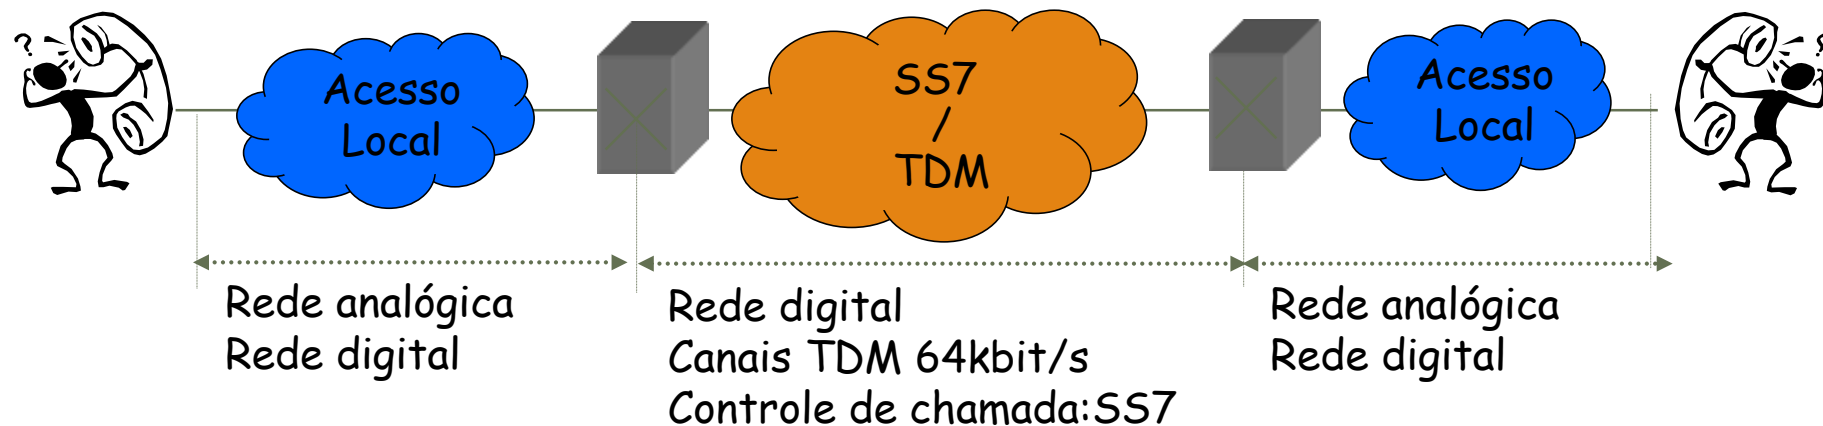 ?
Acesso
Local
SS7
/
TDM
Acesso
Local
?
Rede analógica
Rede digital
Rede digital
Canais TDM 64kbit/s
Controle de chamada:SS7
Rede analógica
Rede digital